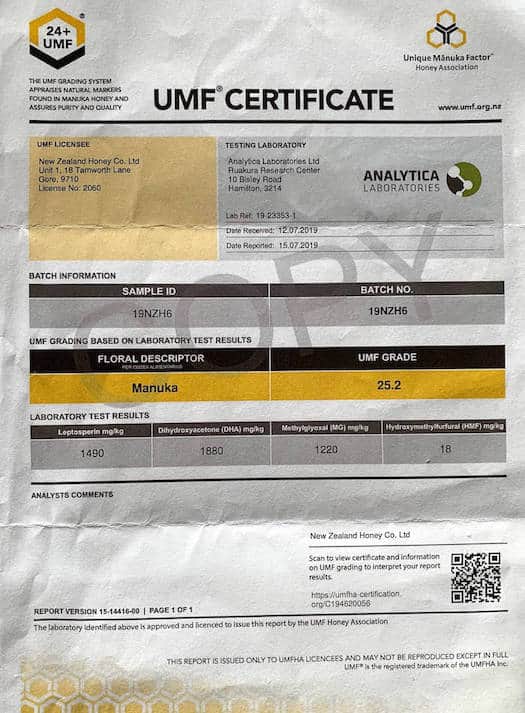 24+
UMF
THE UMF GRADING SYSTEM
APPRAISES NATURAL MARKERS
FOUND IN MANUKA HONEY AND
ASSURES PURITY AND QUALITY
UMF® CERTIFICATE
Unique Mānuka Factor™
Honey Association
www.umf.org.nz
UMF LICENSEE
New Zealand Honey Co. Ltd
Unit 1, 18 Tamworth Lane
Gore, 9710
License No: 2060
TESTING LABORATORY
Analytica Laboratories Ltd
Ruakura Research Center
10 Bisley Road
Hamilton, 3214
ANALYTICA
LABORATORIES
Lab Ref: 19-23353-1
Date Received: 12.07.2019
Date Reported: 15.07.2019
COPY
BATCH INFORMATION
SAMPLE ID BATCH NO.
19NZH6 19NZH6
UMF GRADING BASED ON LABORATORY TEST RESULTS
FLORAL DESCRIPTOR UMF GRADE
PER CODEX ALIMENTARIUS
Manuka 25.2
LABORATORY TEST RESULTS
Leptosperin mg/kg Dihydroxyacetone (DHA) mg/kg Methylglyoxal (MG) mg/kg Hydroxymethylfurfural (HMF) mg/kg
1490 1880 1220 18
ANALYSTS COMMENTS
New Zealand Honey Co. Ltd
Scan to view certificate and information
on UMF grading to interpret your report
results.
https://umfha-certification.
org/C194620056
REPORT VERSION 15-14416-00 | PAGE 1 OF 1
The laboratory identified above is approved and licenced to issue this report by the UMF Honey Association
THIS REPORT IS ISSUED ONLY TO UMFHA LICENCEES AND MAY NOT BE REPRODUCED EXCEPT IN FULL
UMF® is the registered trademark of the UMFHA Inc.